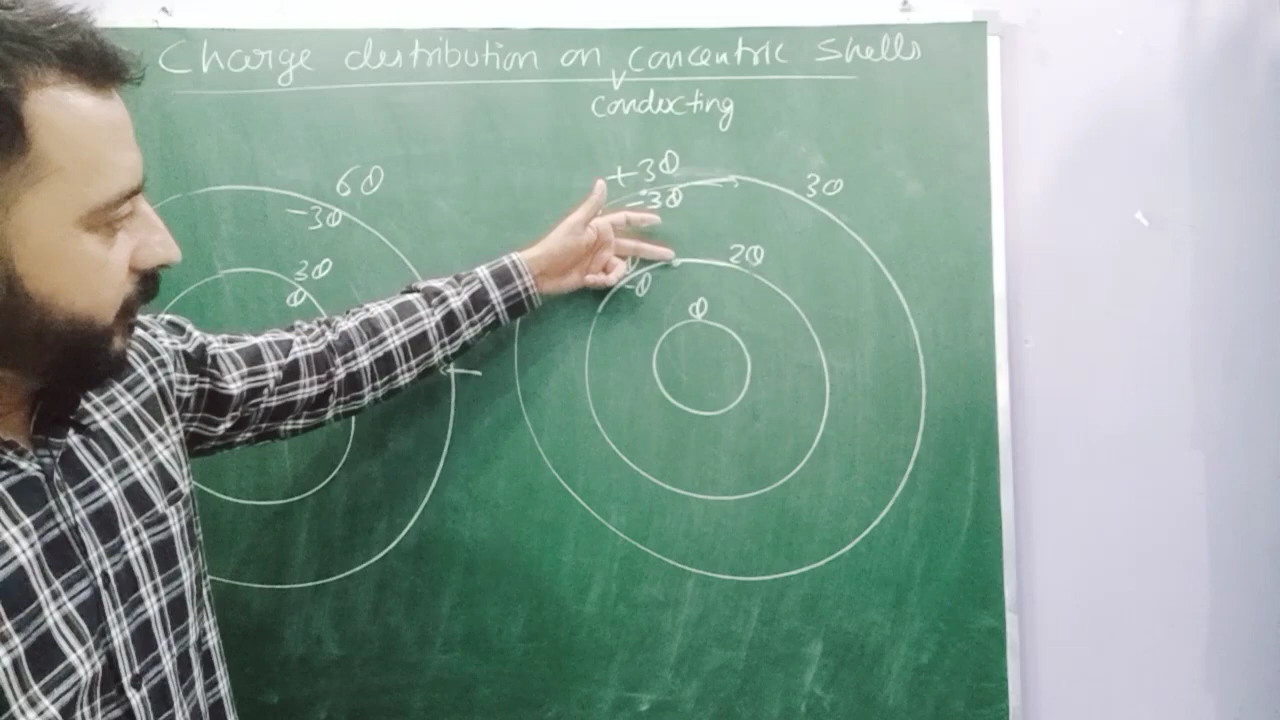 Charge distribution on concentric shells
conducting
6Q
-3Q
3Q
Q
+3Q
-3Q
3Q
2Q
-Q
Q